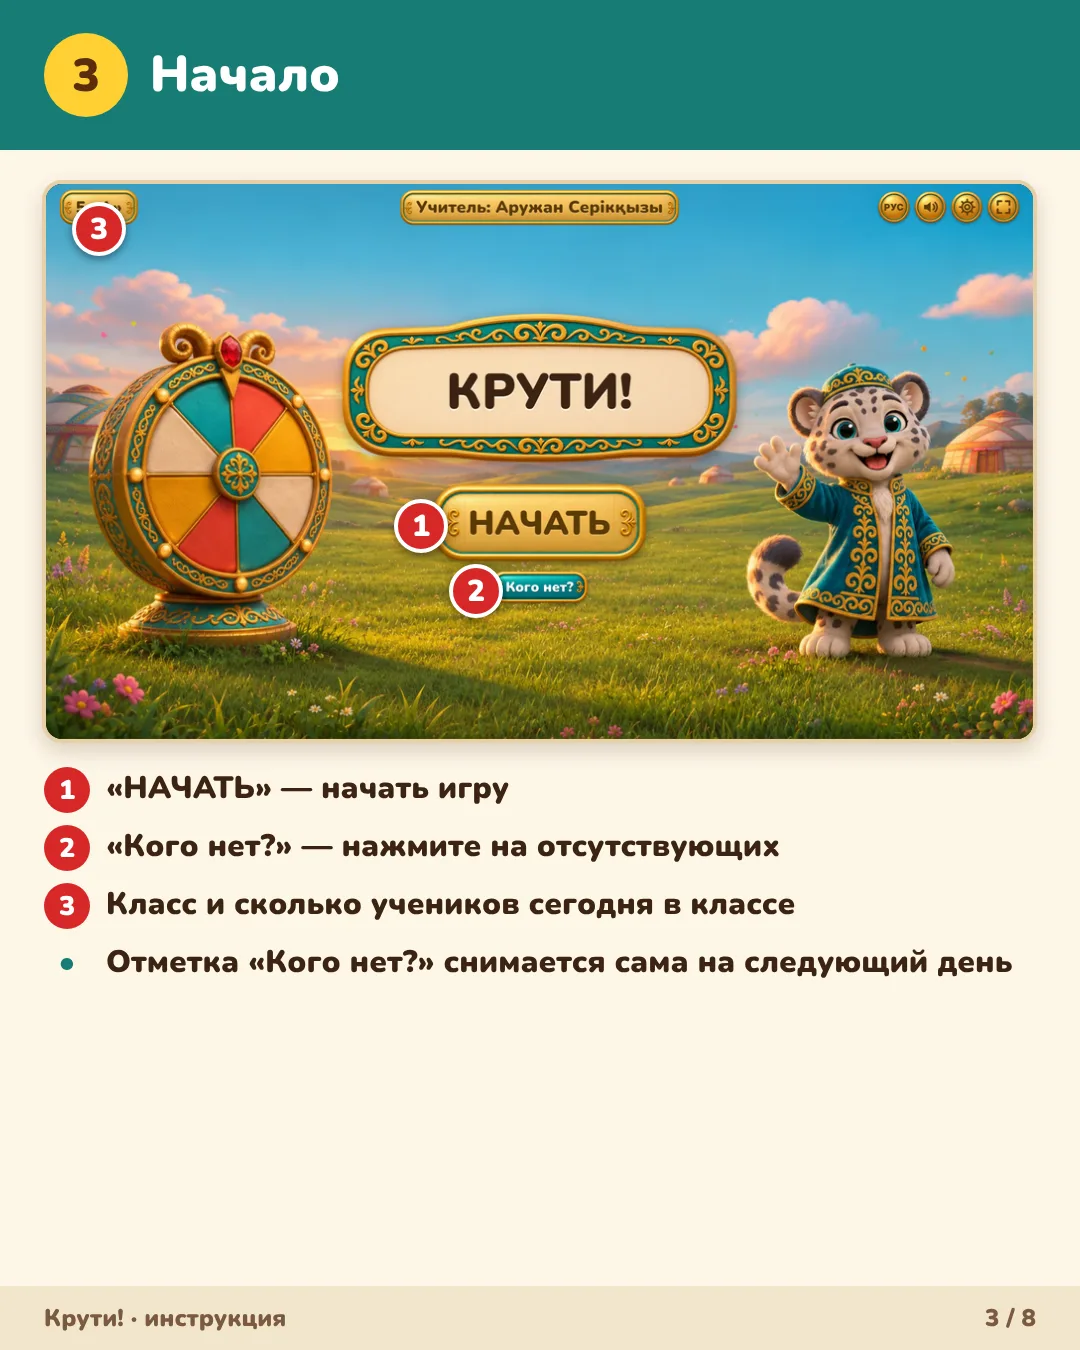 3 Начало
3
Учитель: Аружан Серікқызы
РУС
КРУТИ!
1 НАЧАТЬ
2 Кого нет?
1 «НАЧАТЬ» — начать игру
2 «Кого нет?» — нажмите на отсутствующих
3 Класс и сколько учеников сегодня в классе
• Отметка «Кого нет?» снимается сама на следующий день
Крути! · инструкция
3 / 8